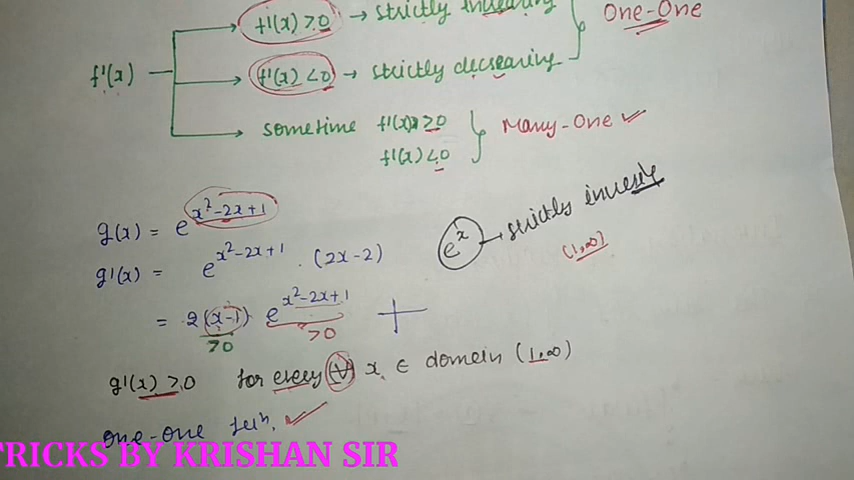 f'(x) > 0 → strictly increasing
One-One
f'(x)
f'(x) < 0 → strictly decreasing
sometime f'(x) > 0
Many-One ✓
f'(x) < 0
g(x) = e^{x²-2x+1}
e^x → strictly increasing
(1,∞)
g'(x) = e^{x²-2x+1} . (2x-2)
= 2(x-1) e^{x²-2x+1}
>0 >0
g'(x) > 0 for every (∀) x ∈ domain (1,∞)
one-one fuⁿ. ✓
TRICKS BY KRISHAN SIR